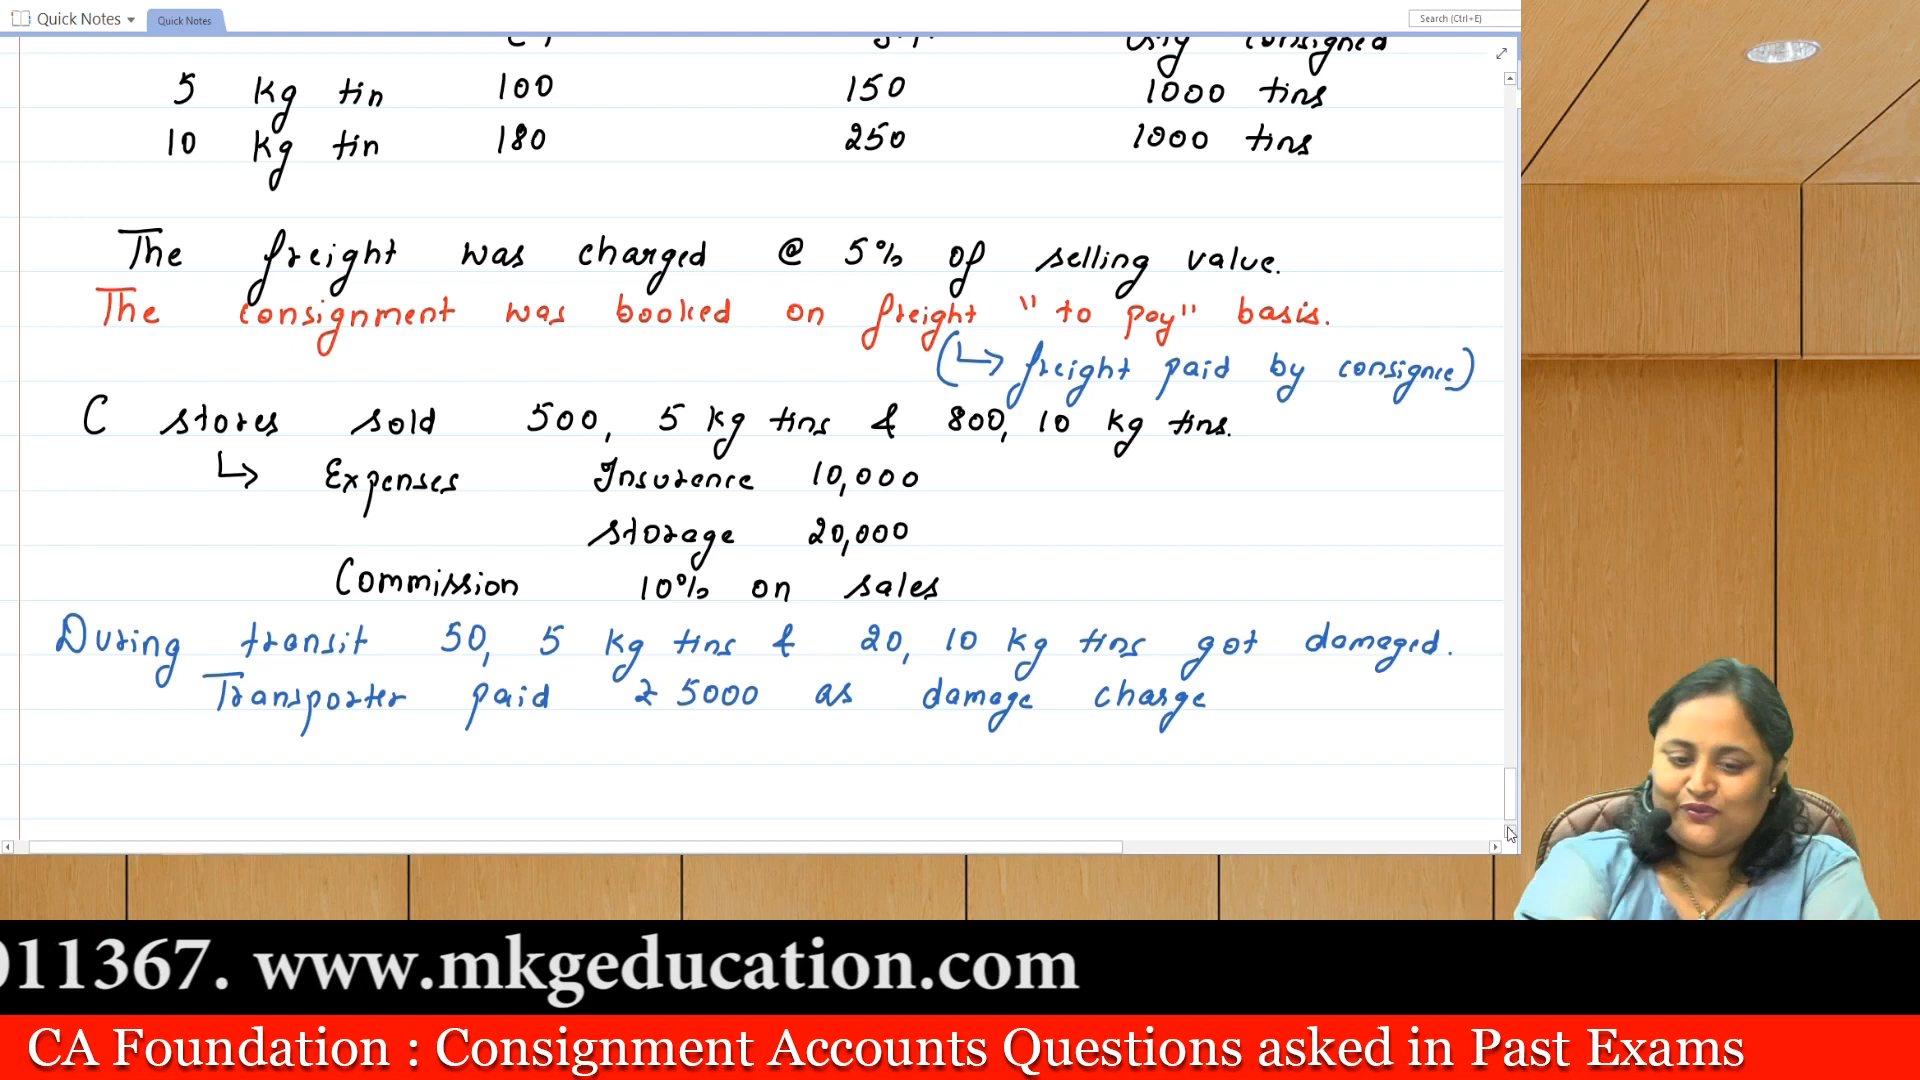 Quick Notes
Quick Notes
Search (Ctrl+E)
C.P. S.P. Qty consigned
5 kg tin 100 150 1000 tins
10 kg tin 180 250 1000 tins
The freight was charged @ 5% of selling value.
The consignment was booked on freight "to pay" basis.
(↳ freight paid by consignee)
C stores sold 500, 5 kg tins & 800, 10 kg tins.
↳ Expenses Insurance 10,000
storage 20,000
Commission 10% on sales
During transit 50, 5 kg tins & 20, 10 kg tins got damaged.
Transporter paid ₹ 5000 as damage charge
011367. www.mkgeducation.com
CA Foundation : Consignment Accounts Questions asked in Past Exams